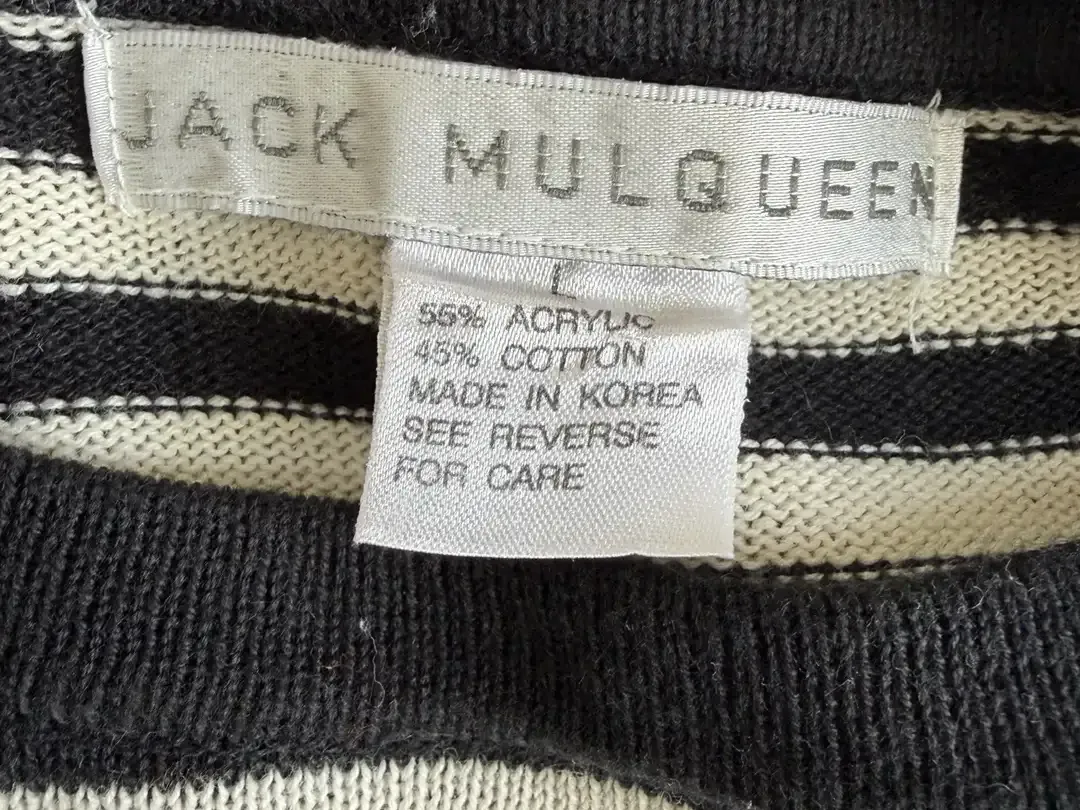 JACK MULQUEEN
L
55% ACRYLIC
45% COTTON
MADE IN KOREA
SEE REVERSE
FOR CARE